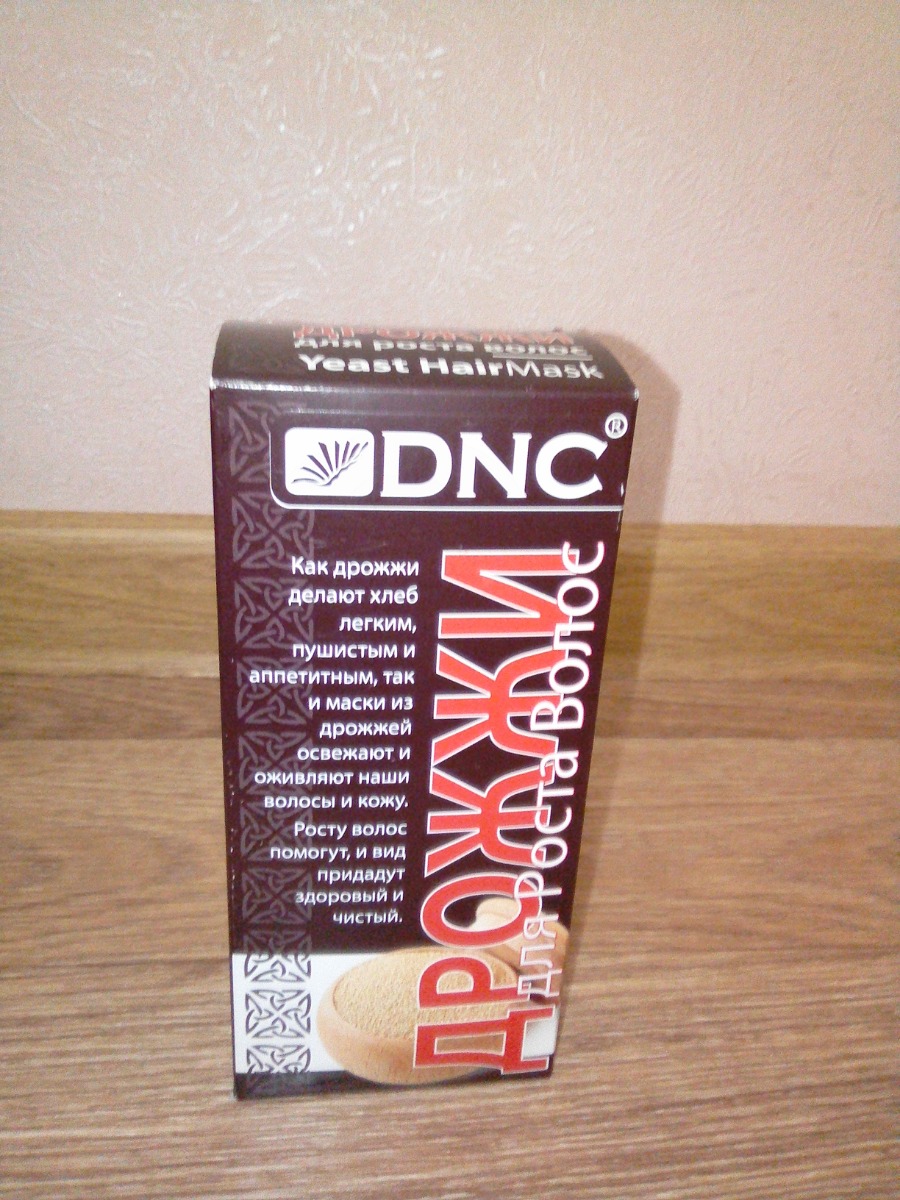 ДРОЖЖИ
для роста волос
Yeast HairMask
DNC®
Как дрожжи
делают хлеб
легким,
пушистым и
аппетитным, так
и маски из
дрожжей
освежают и
оживляют наши
волосы и кожу.
Росту волос
помогут, и вид
придадут
здоровый и
чистый.
ДРОЖЖИ
для роста волос